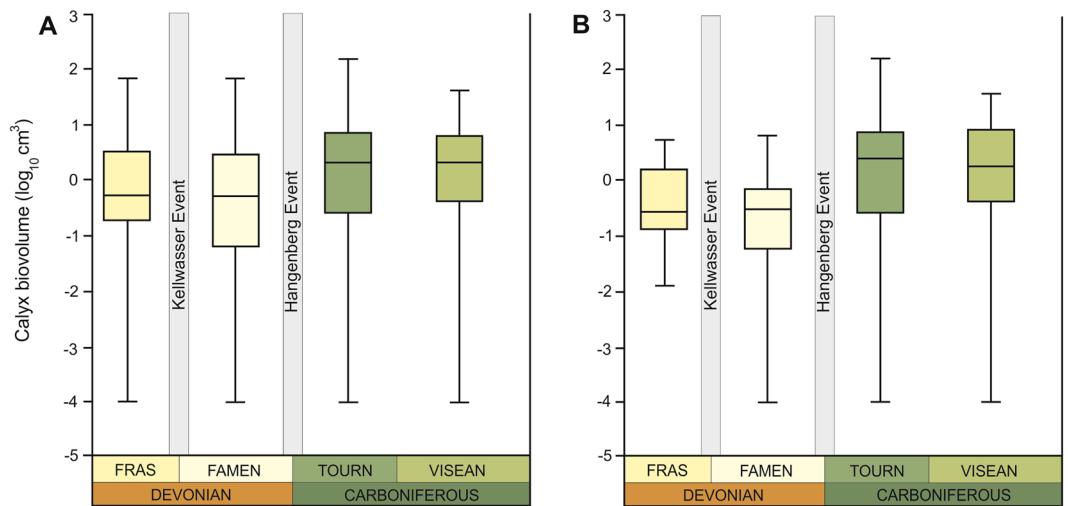 A
Calyx biovolume (log10 cm3)
3
2
1
0
-1
-2
-3
-4
-5
Kellwasser Event
Hangenberg Event
FRAS FAMEN TOURN VISEAN
DEVONIAN CARBONIFEROUS
B
3
2
1
0
-1
-2
-3
-4
-5
Kellwasser Event
Hangenberg Event
FRAS FAMEN TOURN VISEAN
DEVONIAN CARBONIFEROUS